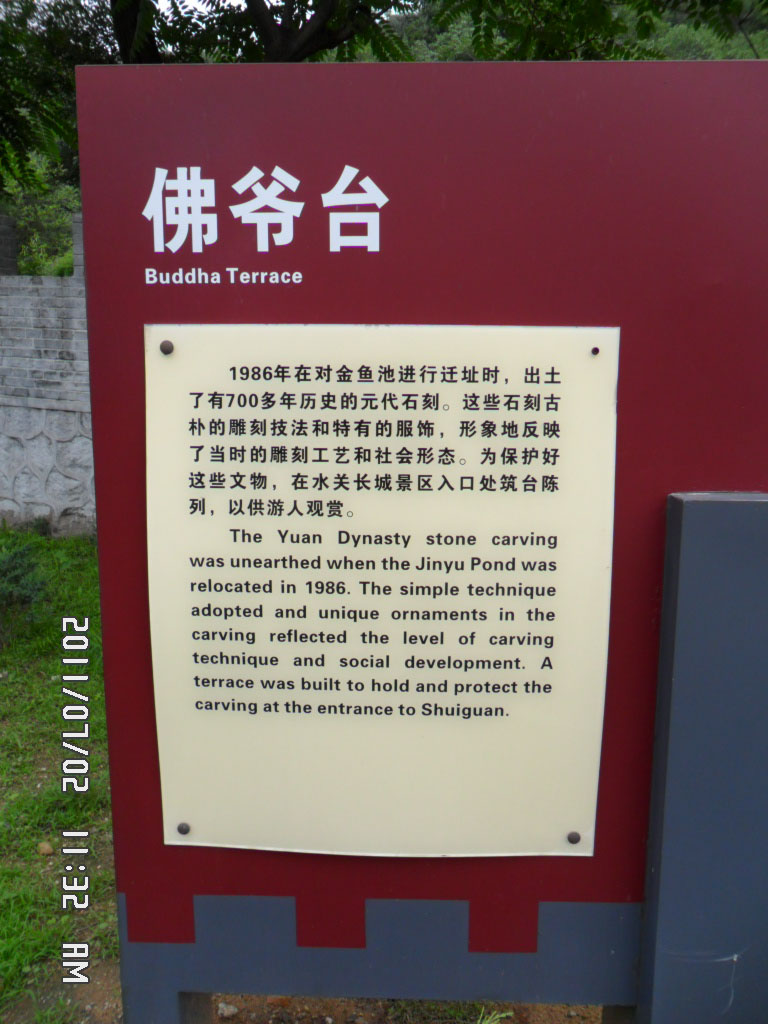 佛爷台
Buddha Terrace
1986年在对金鱼池进行迁址时，出土
了有700多年历史的元代石刻。这些石刻古
朴的雕刻技法和特有的服饰，形象地反映
了当时的雕刻工艺和社会形态。为保护好
这些文物，在水关长城景区入口处筑台陈
列，以供游人观赏。
The Yuan Dynasty stone carving
was unearthed when the Jinyu Pond was
relocated in 1986. The simple technique
adopted and unique ornaments in the
carving reflected the level of carving
technique and social development. A
terrace was built to hold and protect the
carving at the entrance to Shuiguan.
2011/07/02 11:32 AM